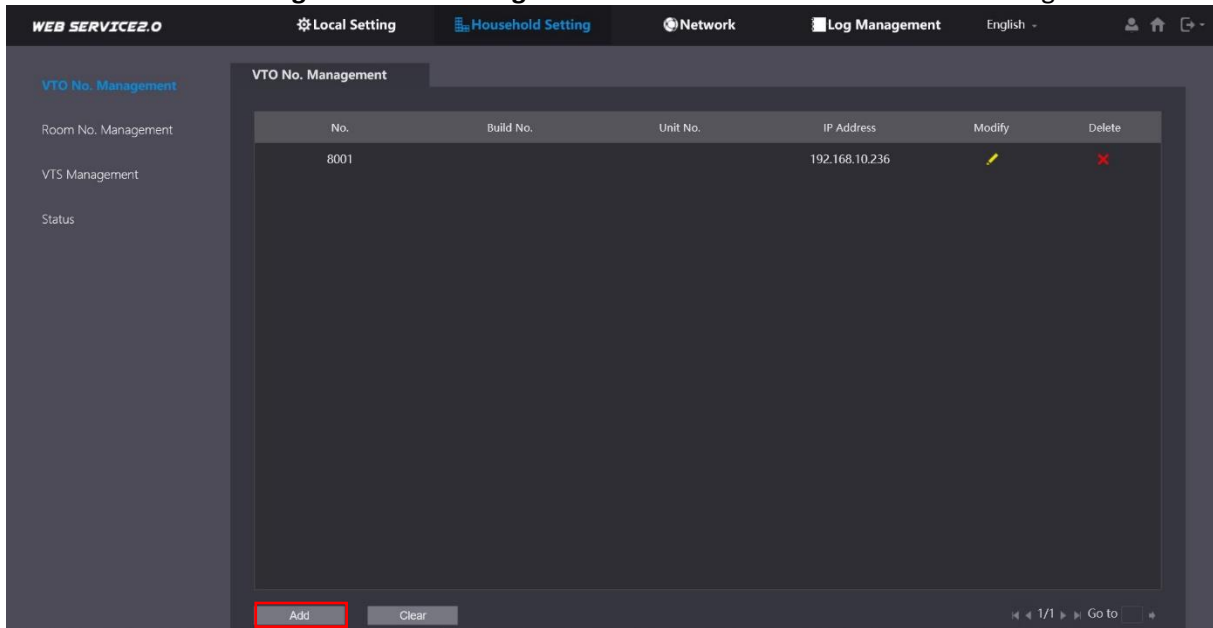 WEB SERVICE2.0 Local Setting Household Setting Network Log Management English
VTO No. Management
VTO No. Management
Room No. Management
VTS Management
Status
No. Build No. Unit No. IP Address Modify Delete
8001 192.168.10.236
Add Clear 1/1 Go to